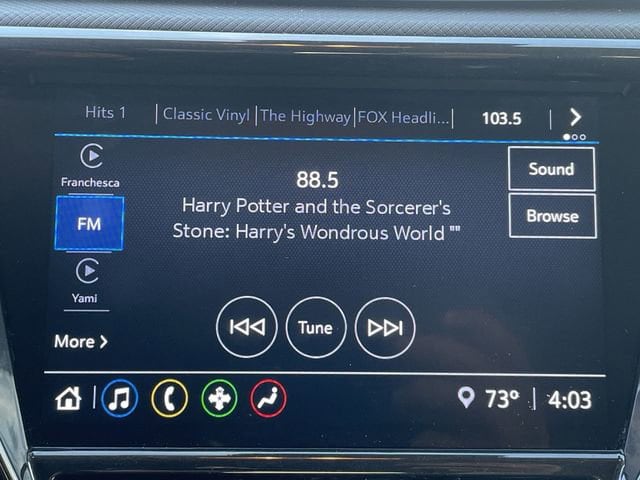 Hits 1 Classic Vinyl The Highway FOX Headli... 103.5
Franchesca
88.5
Sound
Harry Potter and the Sorcerer's
Stone: Harry's Wondrous World ""
FM
Browse
Yami
Tune
More
73° 4:03